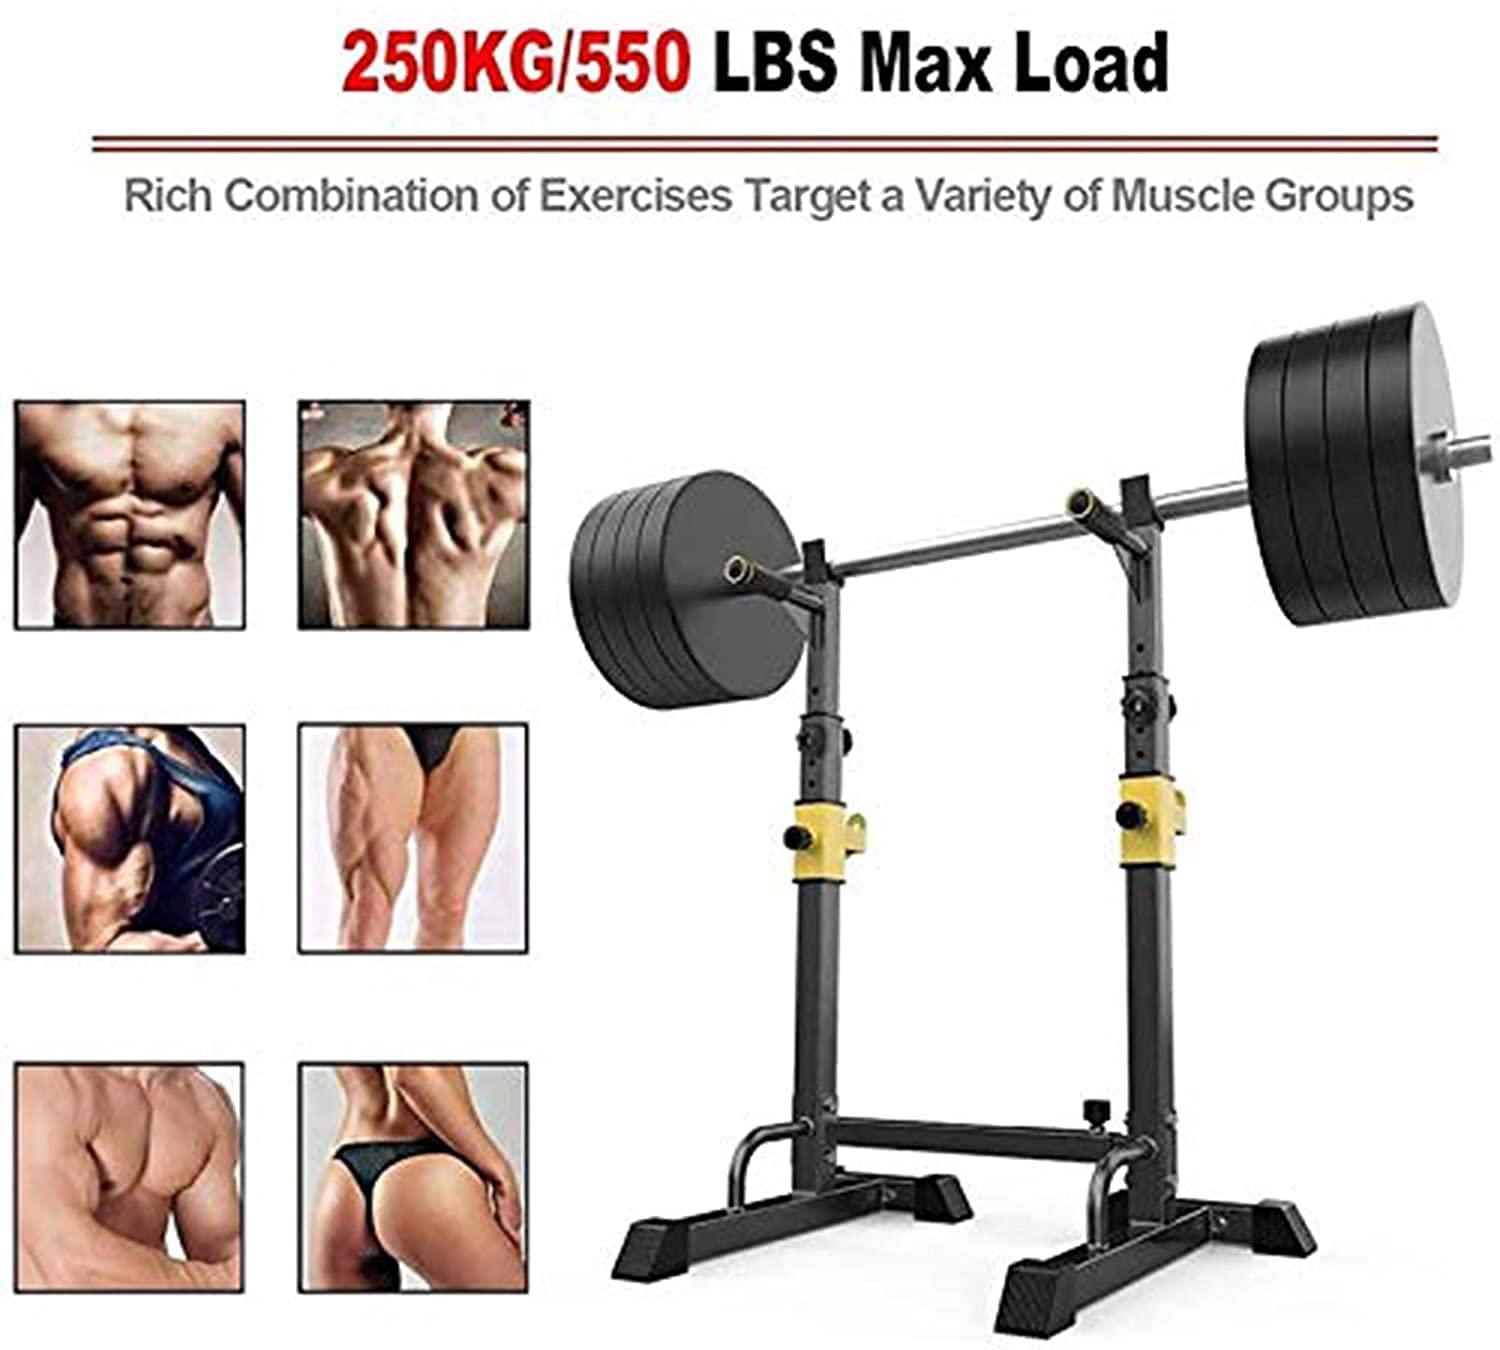 250KG/550 LBS Max Load
Rich Combination of Exercises Target a Variety of Muscle Groups